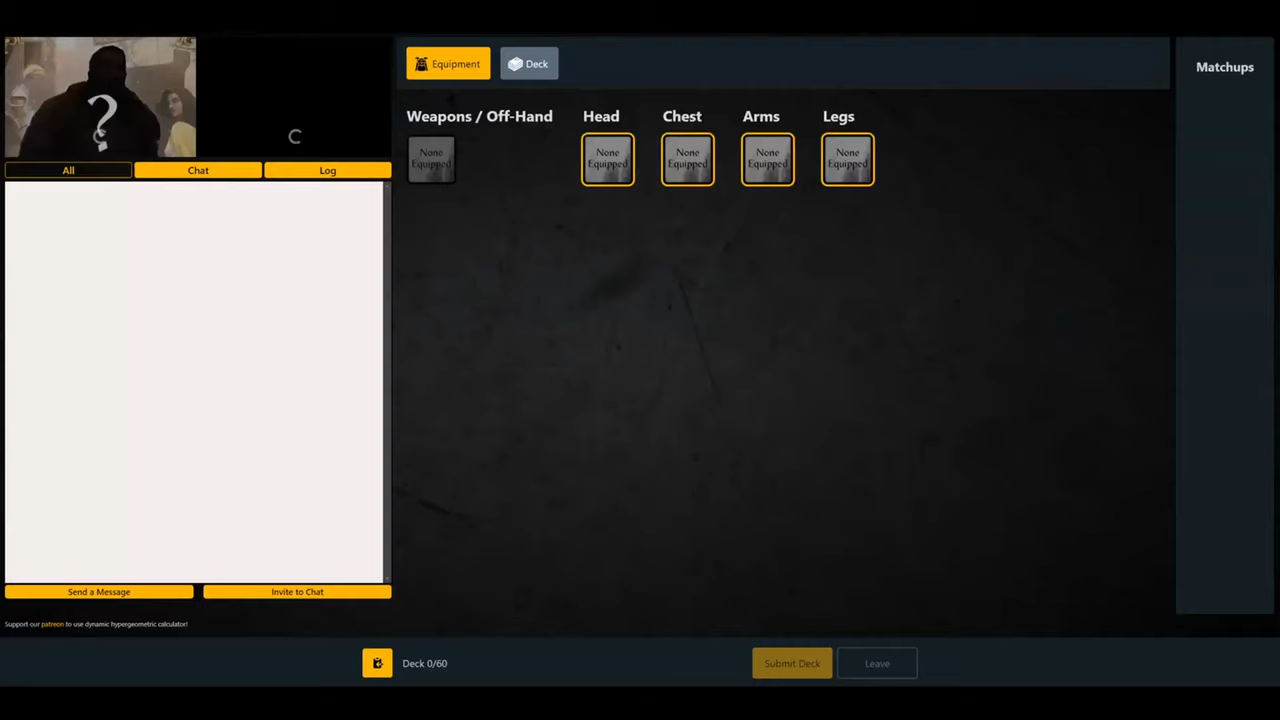 Equipment
Deck
Matchups
Weapons / Off-Hand
Head
Chest
Arms
Legs
None
Equipped
None
Equipped
None
Equipped
None
Equipped
None
Equipped
?
All
Chat
Log
Send a Message
Invite to Chat
Support our patreon to use dynamic hypergeometric calculator!
Deck 0/60
Submit Deck
Leave